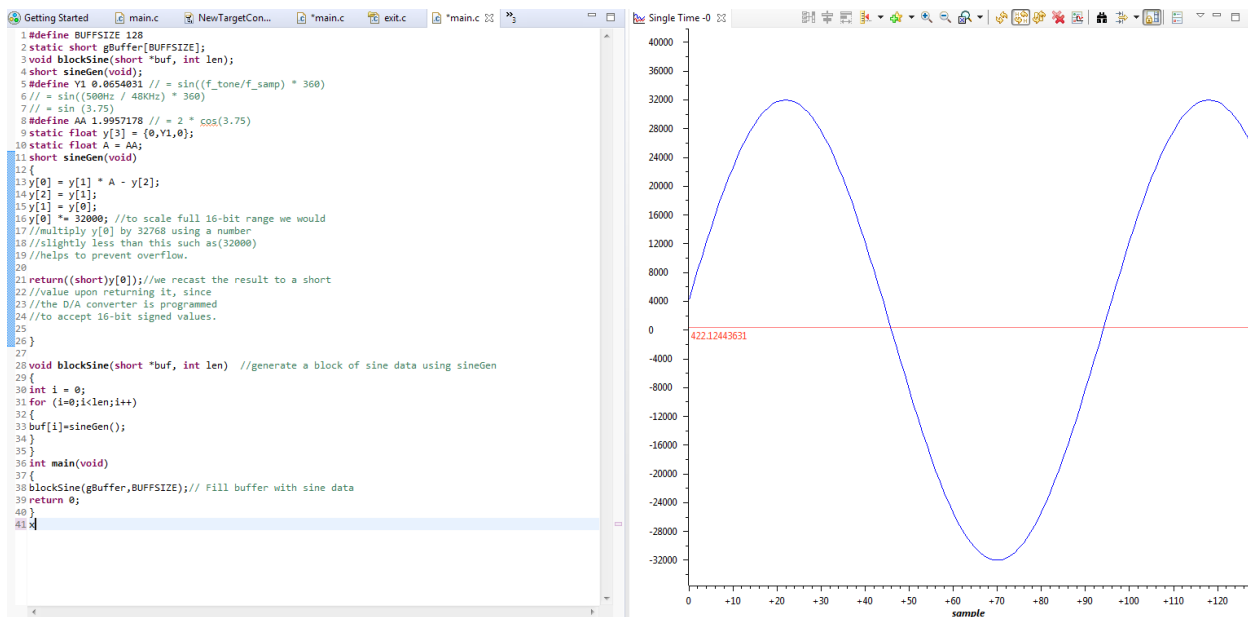 Getting Started main.c NewTargetCon... *main.c exit.c *main.c »3
1 #define BUFFSIZE 128
2 static short gBuffer[BUFFSIZE];
3 void blockSine(short *buf, int len);
4 short sineGen(void);
5 #define Y1 0.0654031 // = sin((f_tone/f_samp) * 360)
6 // = sin((500Hz / 48KHz) * 360)
7 // = sin (3.75)
8 #define AA 1.9957178 // = 2 * cos(3.75)
9 static float y[3] = {0,Y1,0};
10 static float A = AA;
11 short sineGen(void)
12 {
13 y[0] = y[1] * A - y[2];
14 y[2] = y[1];
15 y[1] = y[0];
16 y[0] *= 32000; //to scale full 16-bit range we would
17 //multiply y[0] by 32768 using a number
18 //slightly less than this such as(32000)
19 //helps to prevent overflow.
20
21 return((short)y[0]);//we recast the result to a short
22 //value upon returning it, since
23 //the D/A converter is programmed
24 //to accept 16-bit signed values.
25
26 }
27
28 void blockSine(short *buf, int len)  //generate a block of sine data using sineGen
29 {
30 int i = 0;
31 for (i=0;i<len;i++)
32 {
33 buf[i]=sineGen();
34 }
35 }
36 int main(void)
37 {
38 blockSine(gBuffer,BUFFSIZE);// Fill buffer with sine data
39 return 0;
40 }
41 x
Single Time -0
40000
36000
32000
28000
24000
20000
16000
12000
8000
4000
0
422.12443631
-4000
-8000
-12000
-16000
-20000
-24000
-28000
-32000
0 +10 +20 +30 +40 +50 +60 +70 +80 +90 +100 +110 +120
sample